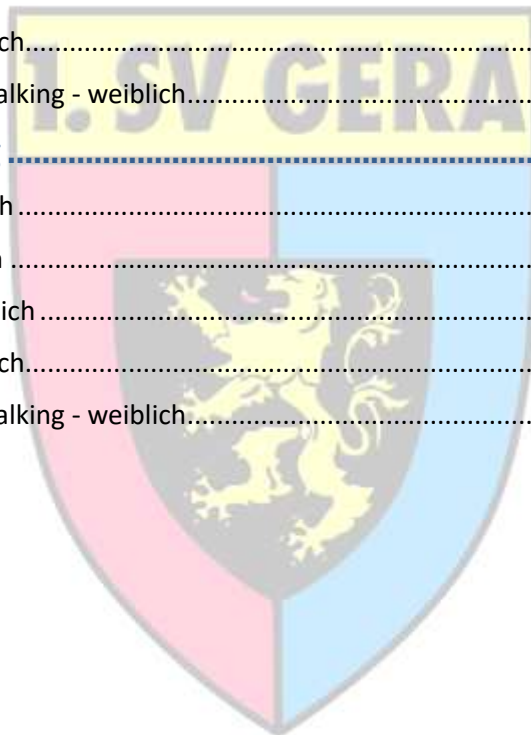 ch..........................................................
1. SV GERA
alking - weiblich........................................
h ..........................................................
ich ........................................................
ch..........................................................
alking - weiblich........................................